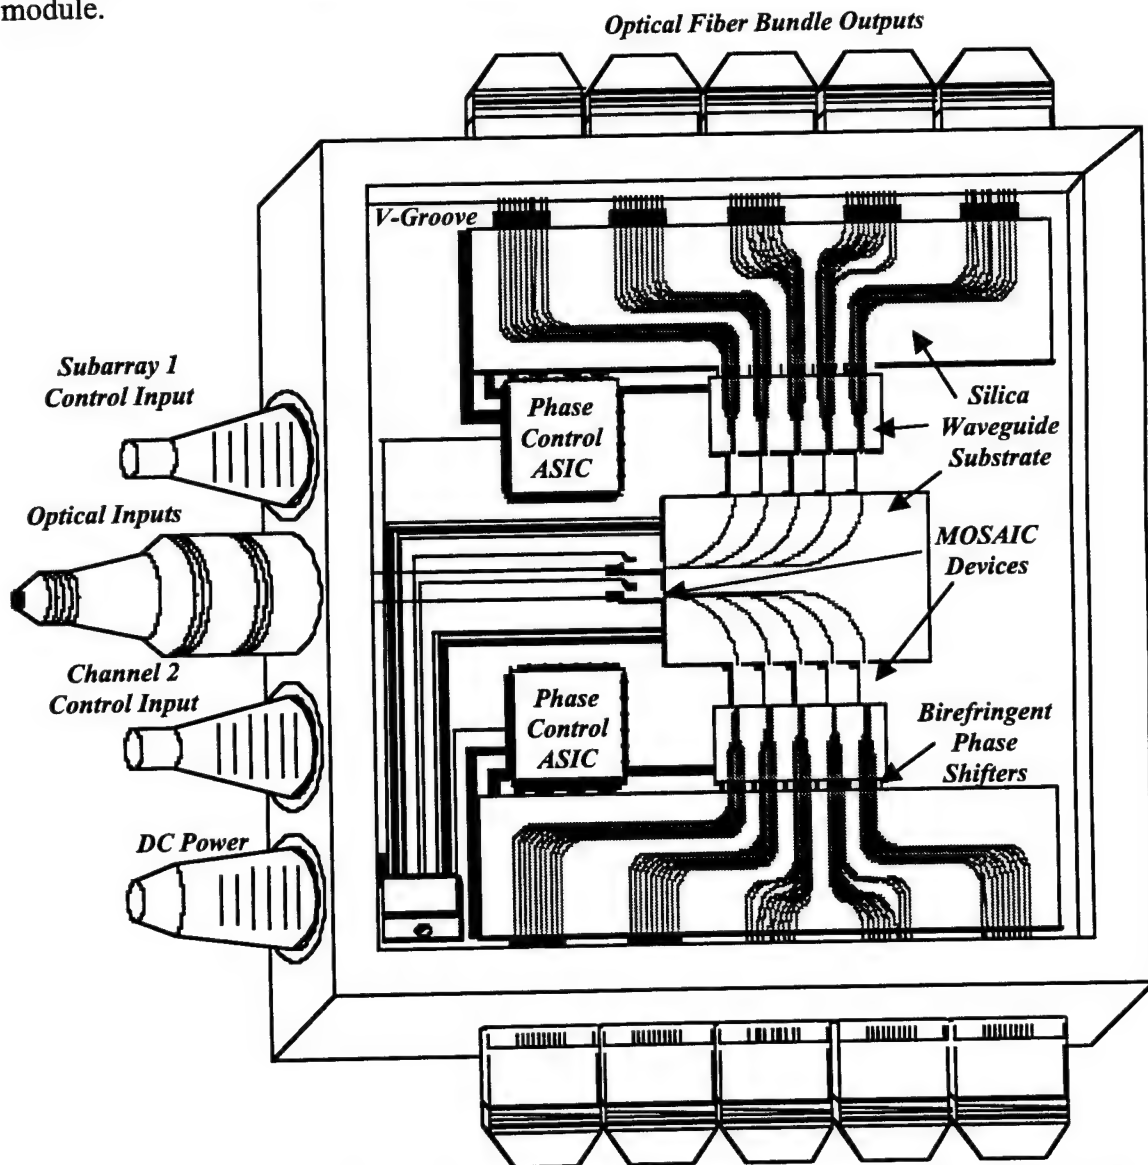 module.
Optical Fiber Bundle Outputs
V-Groove
Subarray 1
Control Input
Phase
Control
ASIC
Silica
Waveguide
Substrate
Optical Inputs
MOSAIC
Devices
Channel 2
Control Input
Phase
Control
ASIC
Birefringent
Phase
Shifters
DC Power